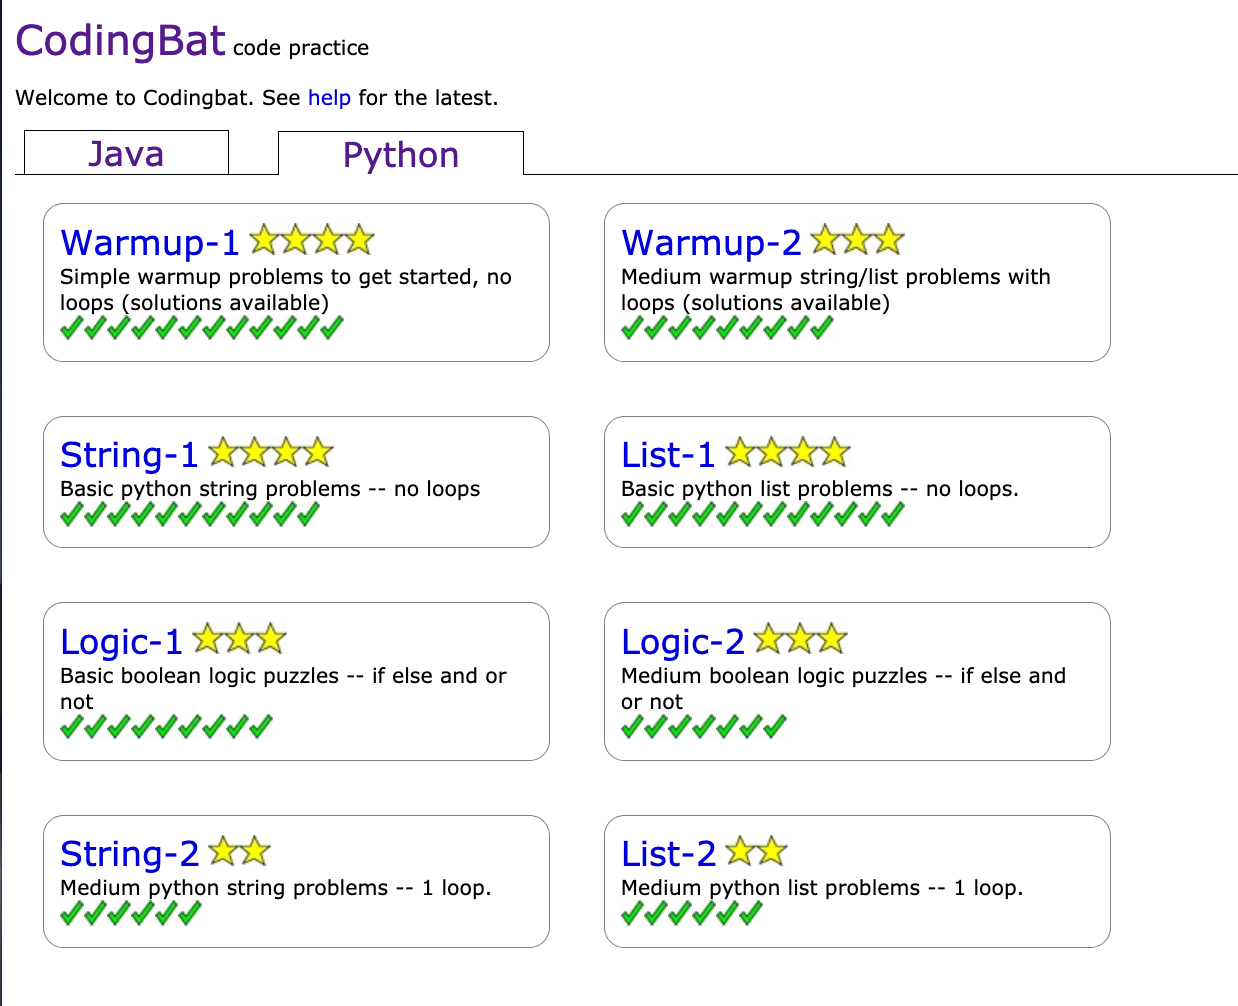 CodingBat code practice
Welcome to Codingbat. See help for the latest.
Java
Python
Warmup-1
Simple warmup problems to get started, no
loops (solutions available)
Warmup-2
Medium warmup string/list problems with
loops (solutions available)
String-1
Basic python string problems -- no loops
List-1
Basic python list problems -- no loops.
Logic-1
Basic boolean logic puzzles -- if else and or
not
Logic-2
Medium boolean logic puzzles -- if else and
or not
String-2
Medium python string problems -- 1 loop.
List-2
Medium python list problems -- 1 loop.